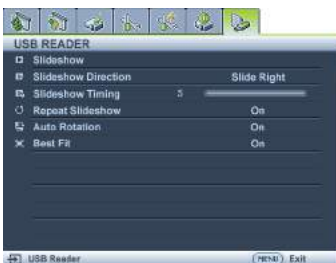 USB READER
Slideshow
Slideshow Direction Slide Right
Slideshow Timing 5
Repeat Slideshow On
Auto Rotation On
Best Fit On
USB Reader MENU Exit